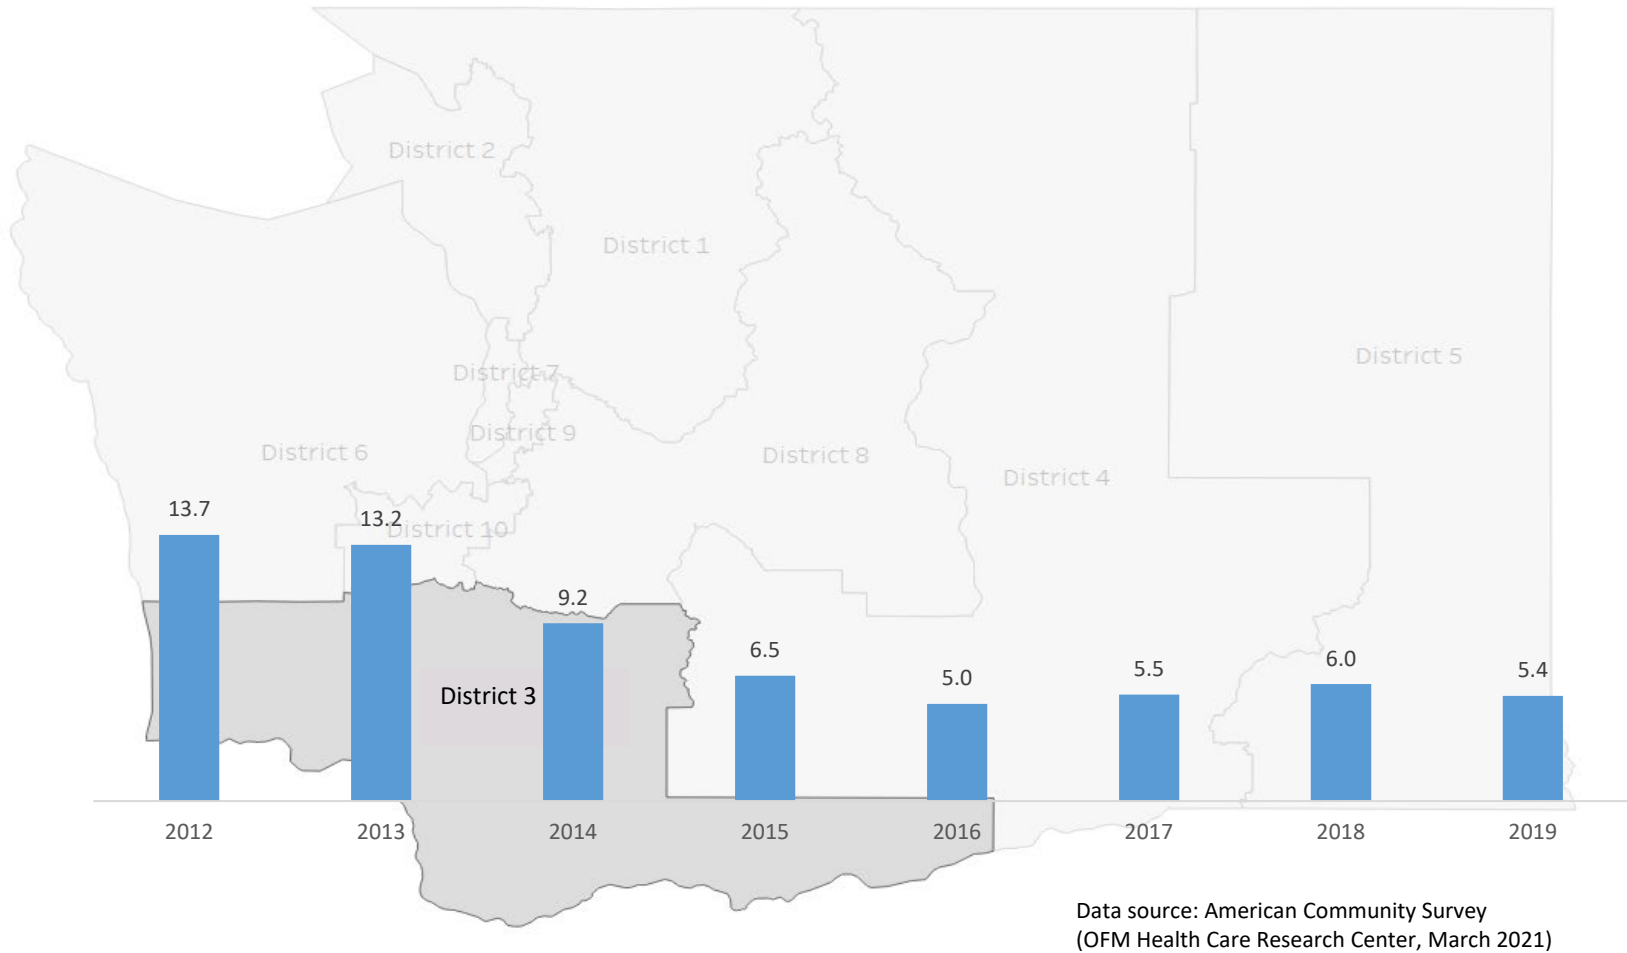 District 2
District 1
District 5
District 7
District 9
District 6
District 8
District 4
District 10
13.7
13.2
9.2
6.5
5.0
5.5
6.0
5.4
District 3
2012
2013
2014
2015
2016
2017
2018
2019
Data source: American Community Survey
(OFM Health Care Research Center, March 2021)